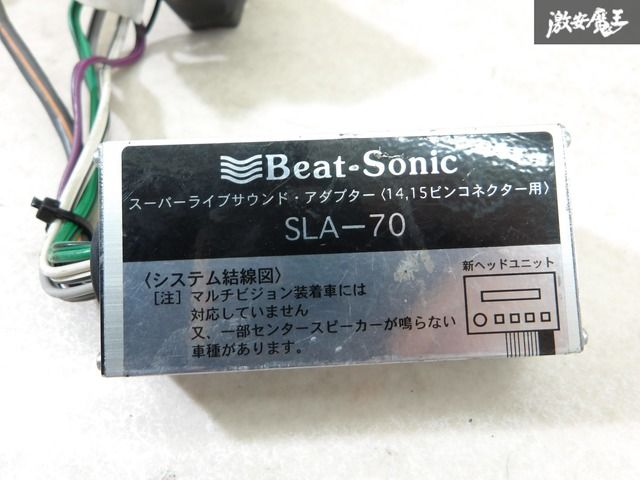 激安魔王
Beat-Sonic
スーパーライブサウンド・アダプター〈14,15ピンコネクター用〉
SLA-70
〈システム結線図〉
[注] マルチビジョン装着車には
対応していません
又、一部センタースピーカーが鳴らない
車種があります。
新ヘッドユニット